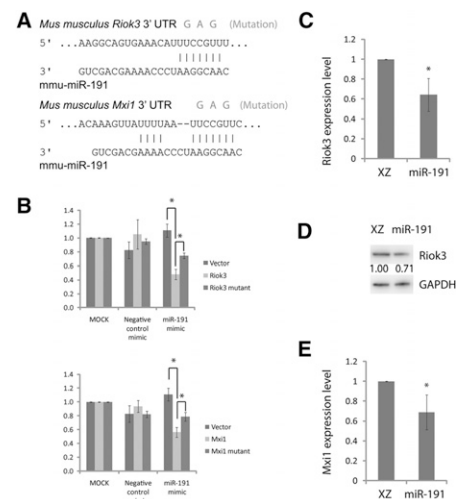 A
Mus musculus Riok3 3' UTR G A G (Mutation)
5' ...AAGGCAGUGAAACAUUUCCGUUU...
3' GUCGACGAAAACCCUAAGGCAAC
mmu-miR-191
Mus musculus Mxi1 3' UTR G A G (Mutation)
5' ...ACAAAGUUAUUUUAA--UUCCGUUC...
3' GUCGACGAAAACCCUAAGGCAAC
mmu-miR-191
B
1.4
1.2
1.0
0.8
0.6
0.4
0.2
0.0
*
*
Vector
Riok3
Riok3 mutant
MOCK
Negative control mimic
miR-191 mimic
1.4
1.2
1.0
0.8
0.6
0.4
0.2
0.0
*
*
Vector
Mxi1
Mxi1 mutant
MOCK
Negative control mimic
miR-191 mimic
C
Riok3 expression level
1.2
1
0.8
0.6
0.4
0.2
0
*
XZ miR-191
D
XZ miR-191
Riok3
1.00 0.71
GAPDH
E
Mxi1 expression level
1.2
1
0.8
0.6
0.4
0.2
0
*
XZ miR-191